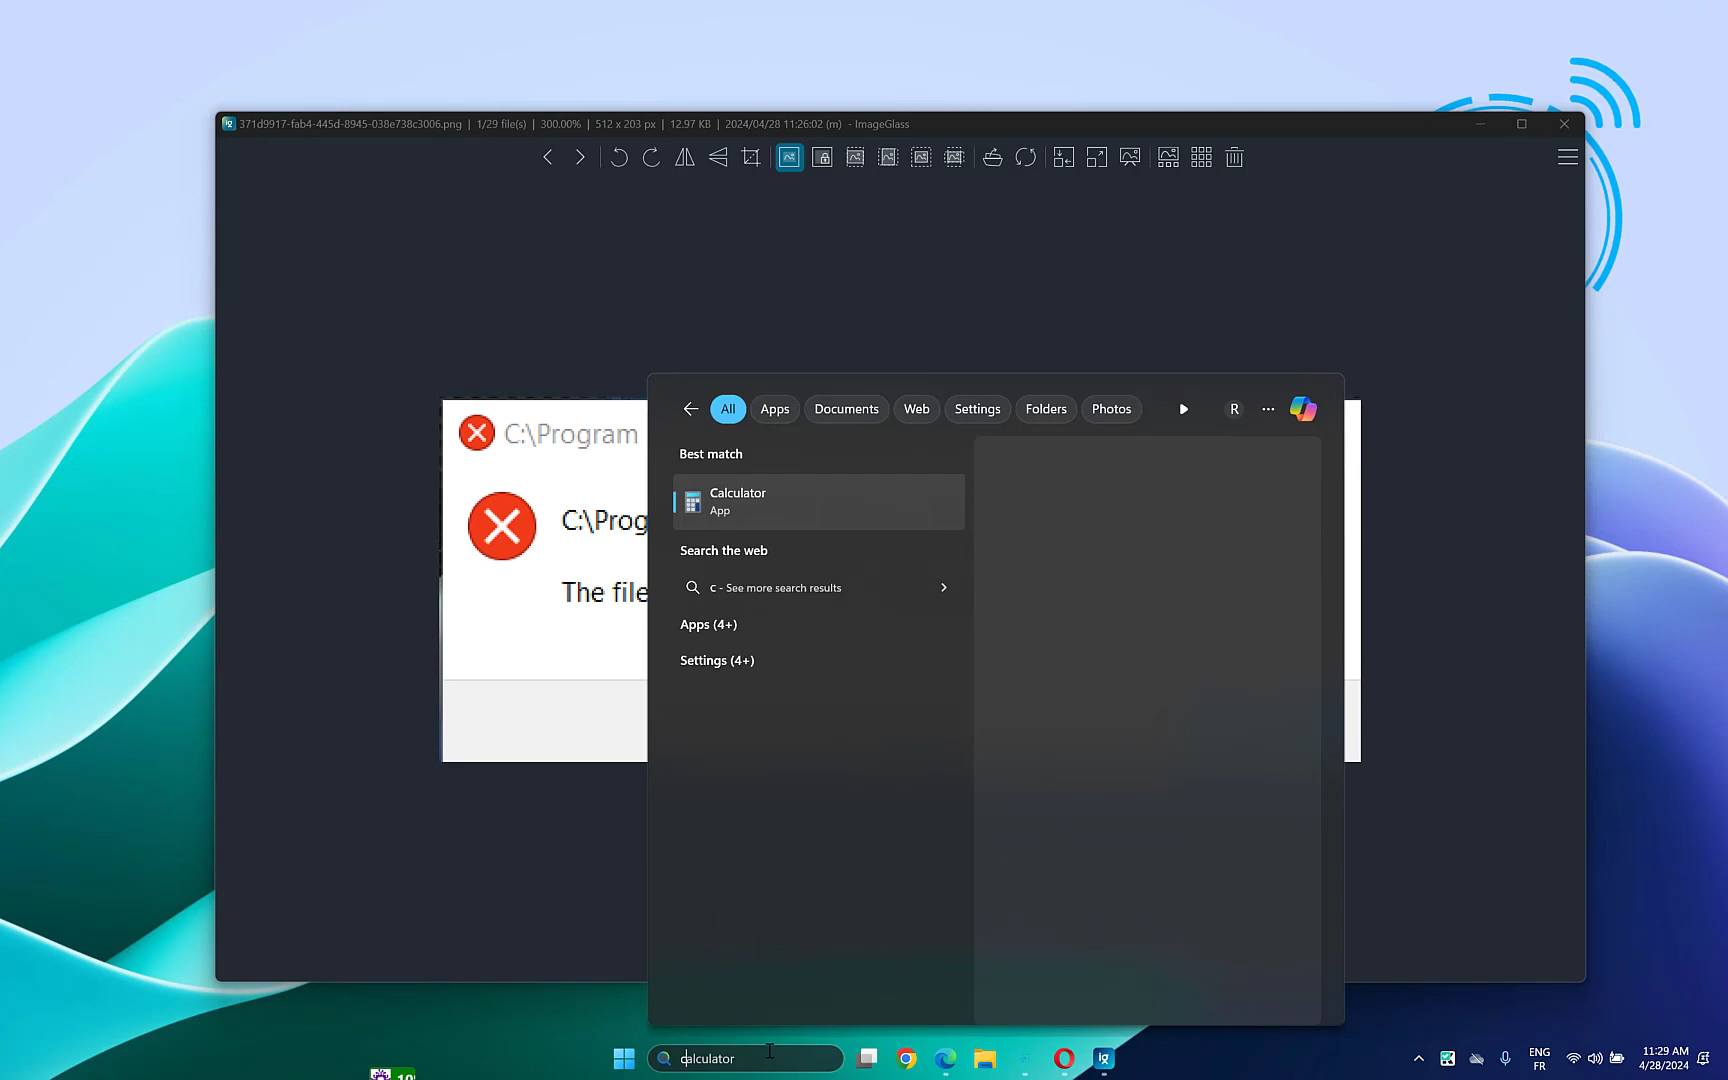 371d9917-fab4-445d-8945-038e738c3006.png | 1/29 file(s) | 300.00% | 512 x 203 px | 12.97 KB | 2024/04/28 11:26:02 (m) - ImageGlass
C:\Program
C:\Prog
The file
All Apps Documents Web Settings Folders Photos R
Best match
Calculator
App
Search the web
c - See more search results
Apps (4+)
Settings (4+)
calculator
ig
ENG
FR
11:29 AM
4/28/2024